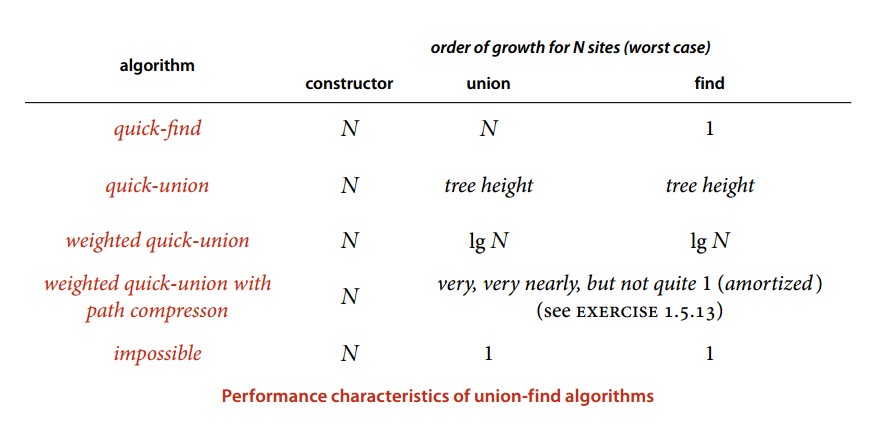 order of growth for N sites (worst case)
algorithm
constructor union find
quick-find N N 1
quick-union N tree height tree height
weighted quick-union N lg N lg N
weighted quick-union with
path compresson N very, very nearly, but not quite 1 (amortized)
(see EXERCISE 1.5.13)
impossible N 1 1
Performance characteristics of union-find algorithms